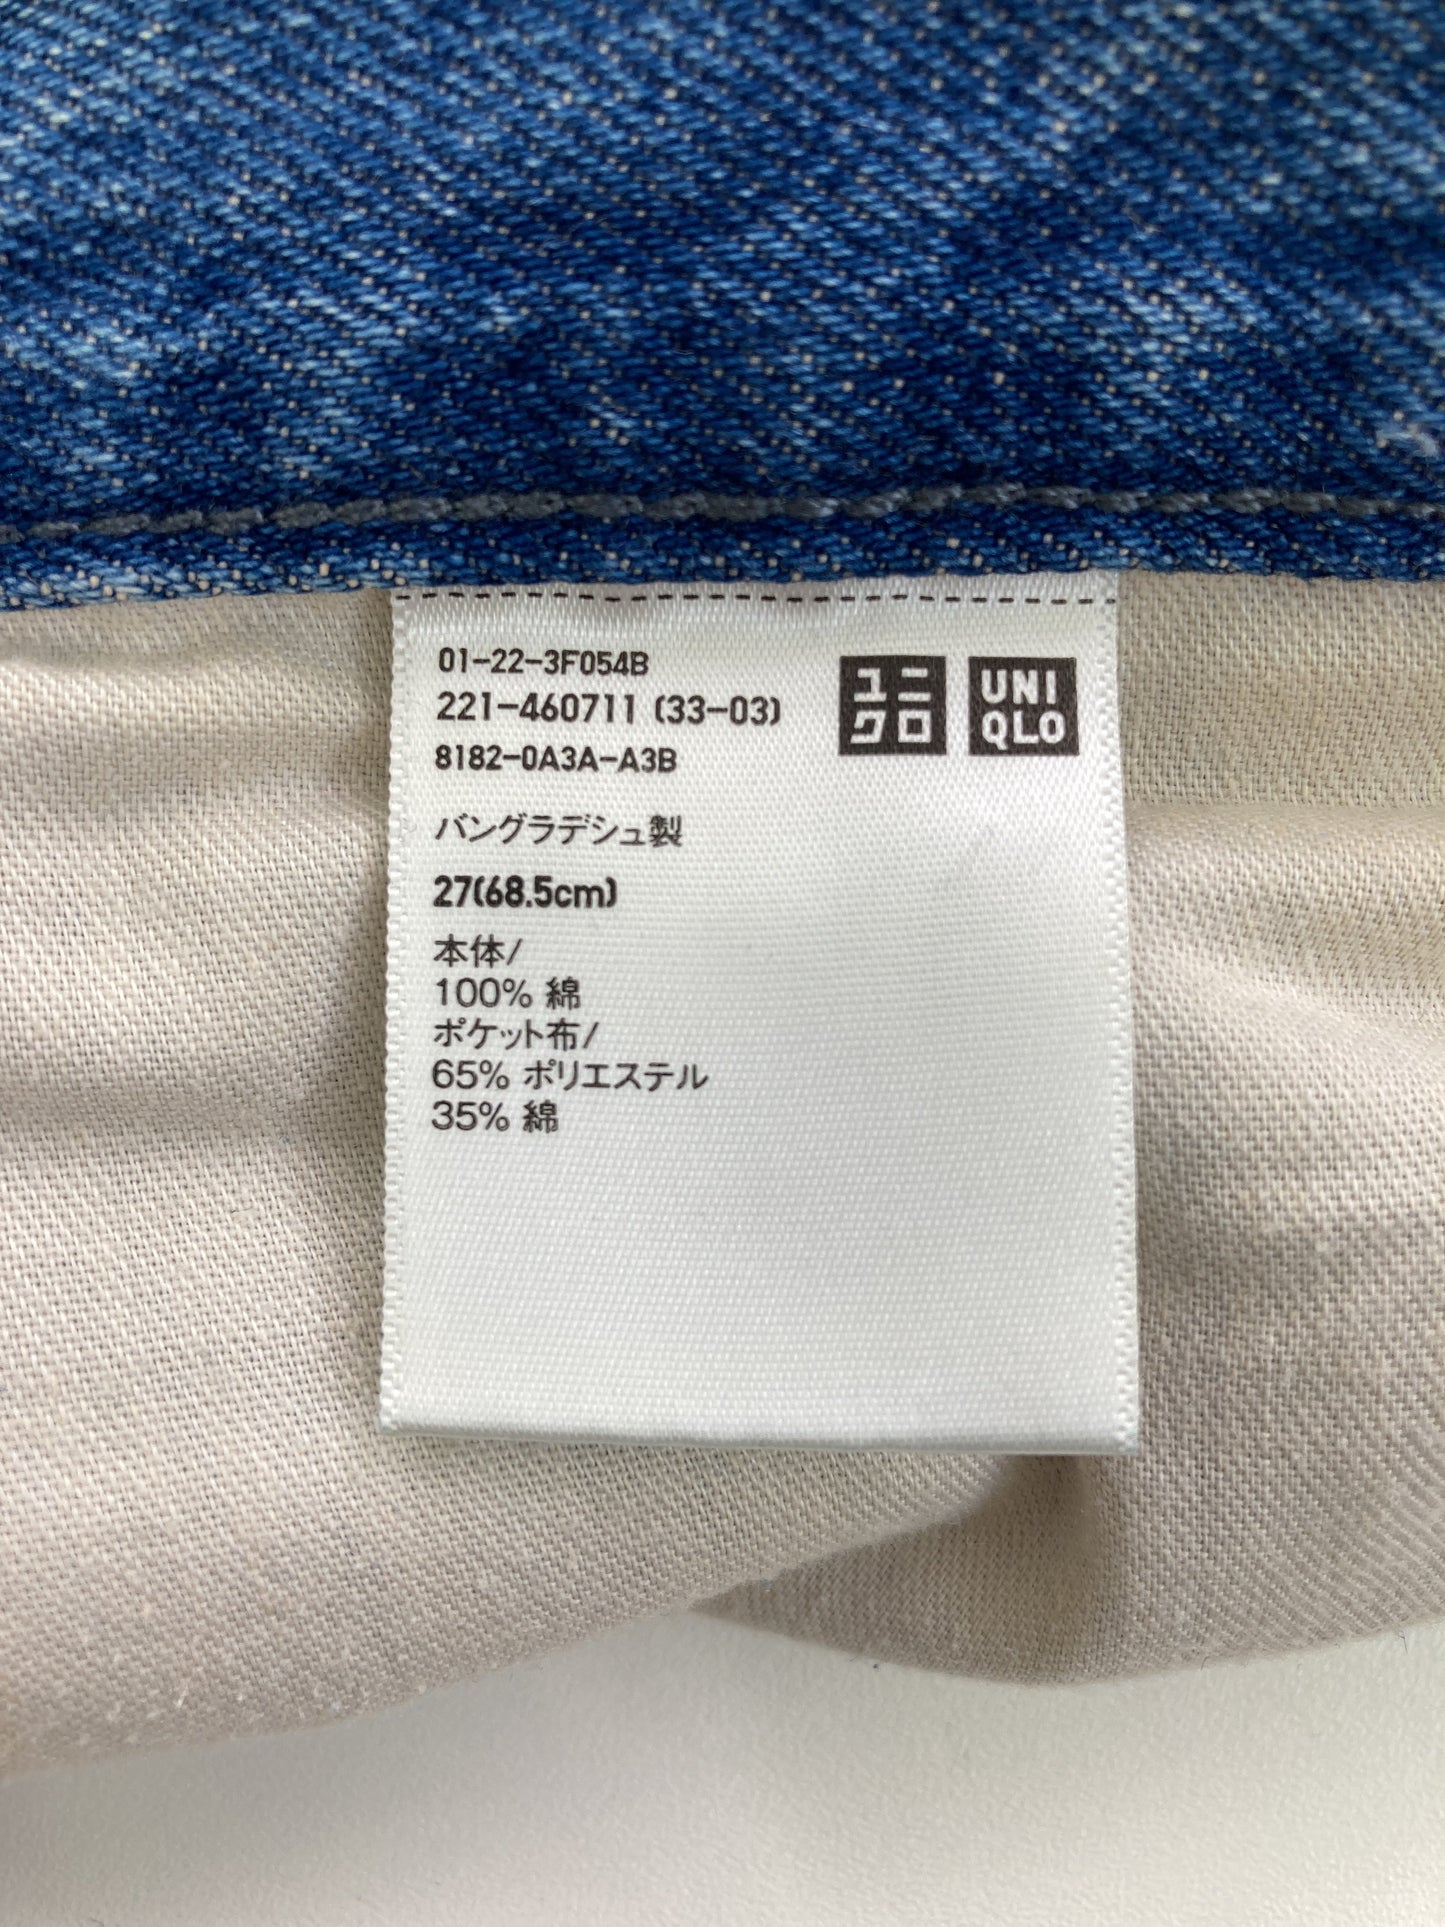 01-22-3F054B
221-460711 (33-03)
8182-0A3A-A3B
ユニ
クロ
UNI
QLO
バングラデシュ製
27(68.5cm)
本体/
100% 綿
ポケット布/
65% ポリエステル
35% 綿